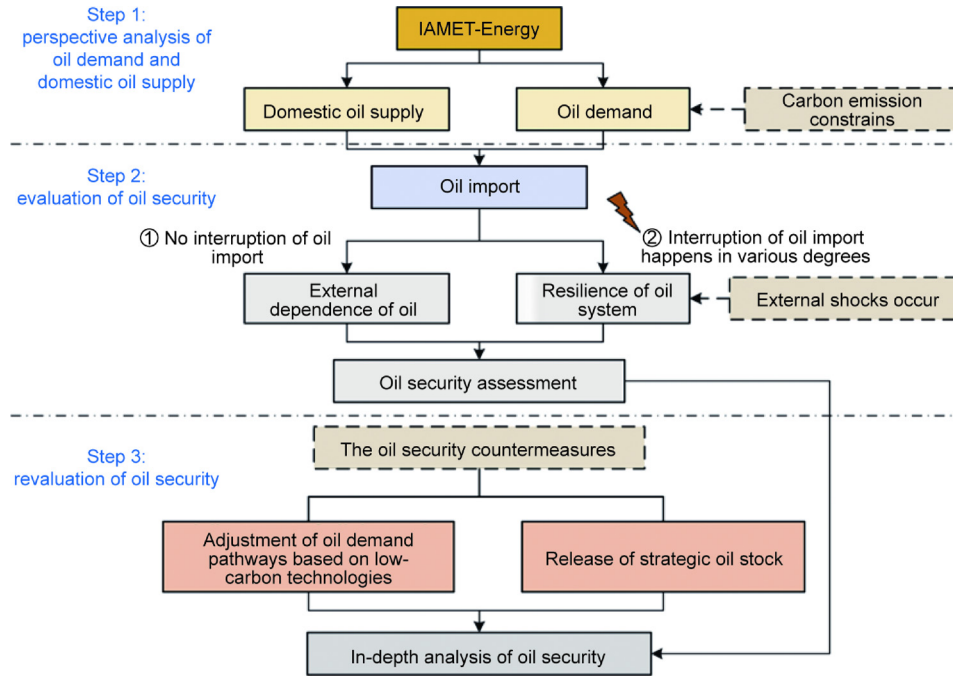 Step 1:
perspective analysis of
oil demand and
domestic oil supply
IAMET-Energy
Domestic oil supply
Oil demand
Carbon emission
constrains
Step 2:
evaluation of oil security
Oil import
① No interruption of oil
import
② Interruption of oil import
happens in various degrees
External
dependence of oil
Resilience of oil
system
External shocks occur
Oil security assessment
Step 3:
revaluation of oil security
The oil security countermeasures
Adjustment of oil demand
pathways based on low-
carbon technologies
Release of strategic oil stock
In-depth analysis of oil security